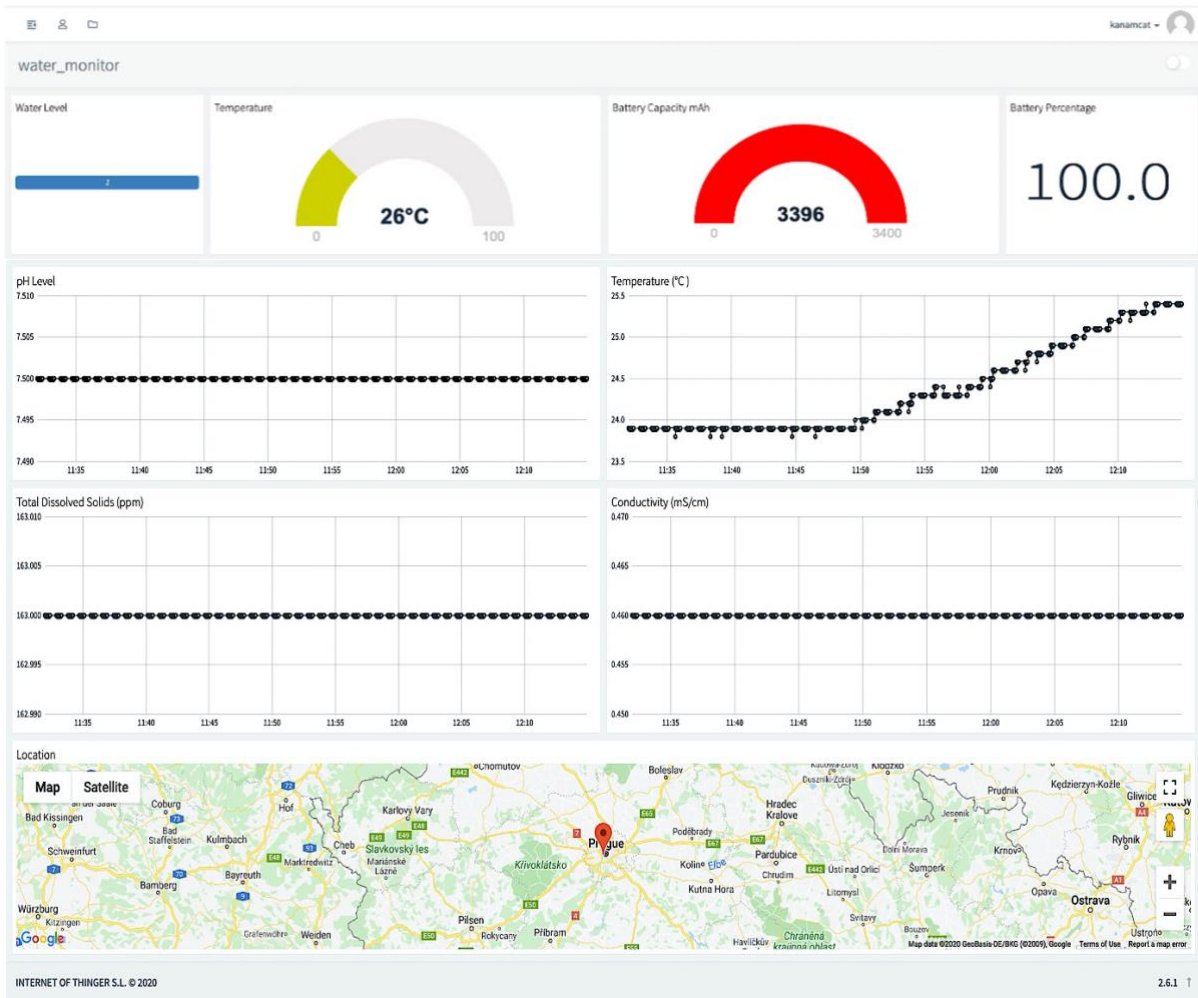 kanamcat
water_monitor
Water Level
Temperature
Battery Capacity mAh
Battery Percentage
26°C
0
100
3396
0
3400
100.0
pH Level
7.510
7.505
7.500
7.495
7.490
11:35 11:40 11:45 11:50 11:55 12:00 12:05 12:10
Temperature (°C)
25.5
25.0
24.5
24.0
23.5
11:35 11:40 11:45 11:50 11:55 12:00 12:05 12:10
Total Dissolved Solids (ppm)
163.010
163.005
163.000
162.995
162.990
11:35 11:40 11:45 11:50 11:55 12:00 12:05 12:10
Conductivity (mS/cm)
0.470
0.465
0.460
0.455
0.450
11:35 11:40 11:45 11:50 11:55 12:00 12:05 12:10
Location
Map
Satellite
Chomutov
Boleslav
Prudnik
Kędzierzyn-Koźle
Gliwice
Bad Kissingen
Coburg
Hof
Karlovy Vary
Hradec
Kralove
Jesenik
Bad
Staffelstein
Kulmbach
Cheb
Slavkovský les
Poděbrady
Rybnik
Schweinfurt
Marktredwitz
Mariánské
Lázně
Křivoklátsko
Kolín
Elbe
Pardubice
Chrudim
Ústí nad Orlicí
Dolni Morava
Šumperk
Krnov
Bamberg
Bayreuth
Kutna Hora
Litomysl
Opava
Ostrava
Würzburg
Kitzingen
Grafenwöhr
Weiden
Pilsen
Rokycany
Příbram
Svitavy
Havlíčkův
Chráněná
krajinná oblast
Google
Map data ©2020 GeoBasis-DE/BKG (©2009), Google
Terms of Use
Report a map error
INTERNET OF THINGER S.L. © 2020
2.6.1